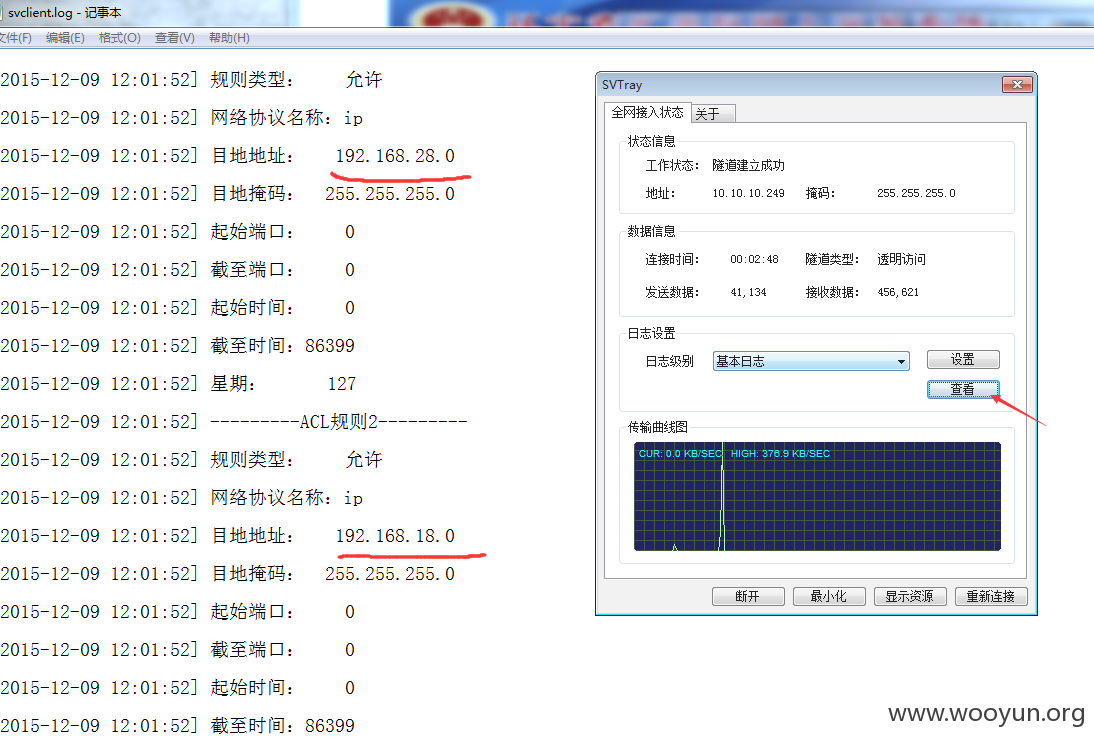 svclient.log - 记事本
文件(F) 编辑(E) 格式(O) 查看(V) 帮助(H)
2015-12-09 12:01:52] 规则类型： 允许
2015-12-09 12:01:52] 网络协议名称：ip
2015-12-09 12:01:52] 目地地址： 192.168.28.0
2015-12-09 12:01:52] 目地掩码： 255.255.255.0
2015-12-09 12:01:52] 起始端口： 0
2015-12-09 12:01:52] 截至端口： 0
2015-12-09 12:01:52] 起始时间： 0
2015-12-09 12:01:52] 截至时间：86399
2015-12-09 12:01:52] 星期： 127
2015-12-09 12:01:52] ---------ACL规则2---------
2015-12-09 12:01:52] 规则类型： 允许
2015-12-09 12:01:52] 网络协议名称：ip
2015-12-09 12:01:52] 目地地址： 192.168.18.0
2015-12-09 12:01:52] 目地掩码： 255.255.255.0
2015-12-09 12:01:52] 起始端口： 0
2015-12-09 12:01:52] 截至端口： 0
2015-12-09 12:01:52] 起始时间： 0
2015-12-09 12:01:52] 截至时间：86399
SVTray
全网接入状态 关于
状态信息
工作状态： 隧道建立成功
地址： 10.10.10.249 掩码： 255.255.255.0
数据信息
连接时间： 00:02:48 隧道类型： 透明访问
发送数据： 41,134 接收数据： 456,621
日志设置
日志级别 基本日志 设置
查看
传输曲线图
CUR: 0.0 KB/SEC HIGH: 376.9 KB/SEC
断开 最小化 显示资源 重新连接
www.wooyun.org